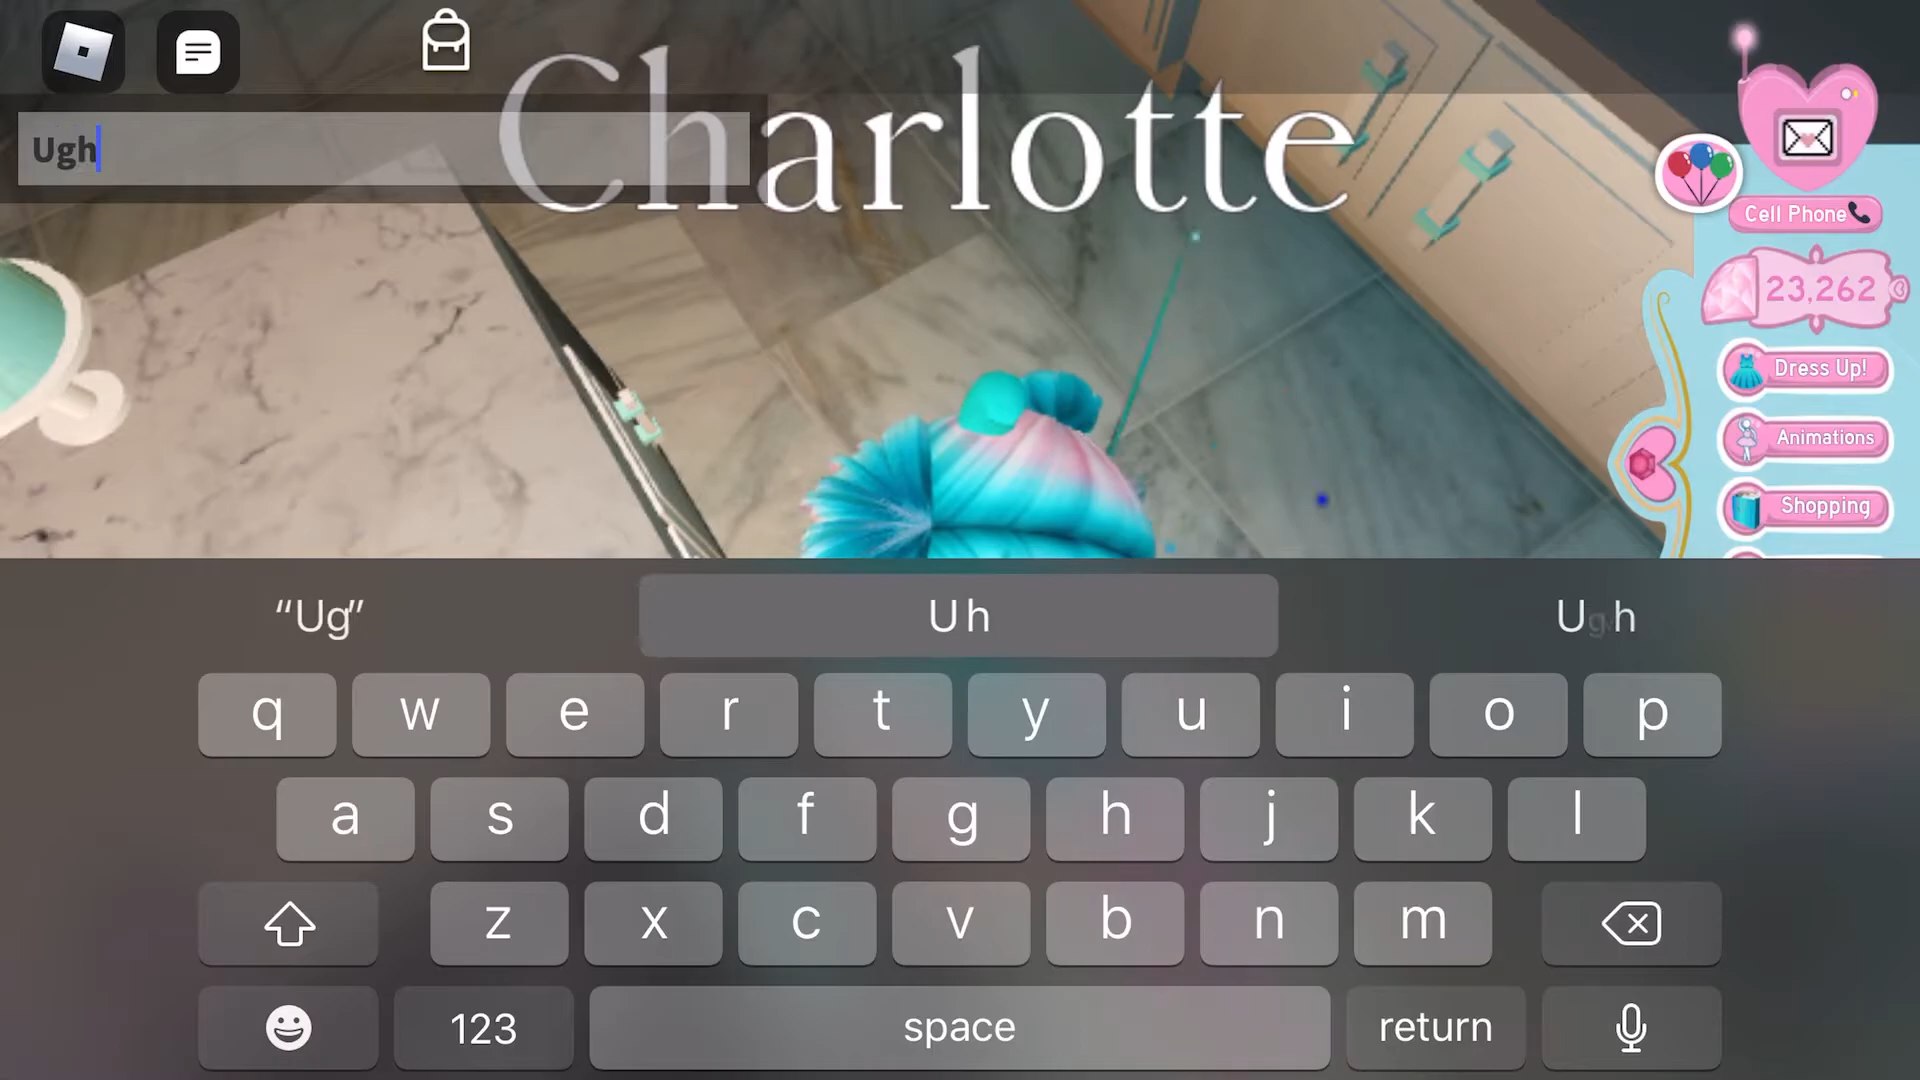 Charlotte
Ugh
Cell Phone
23,262
Dress Up!
Animations
Shopping
“Ug”
Uh
Ugh
q w e r t y u i o p
a s d f g h j k l
z x c v b n m
123 space return